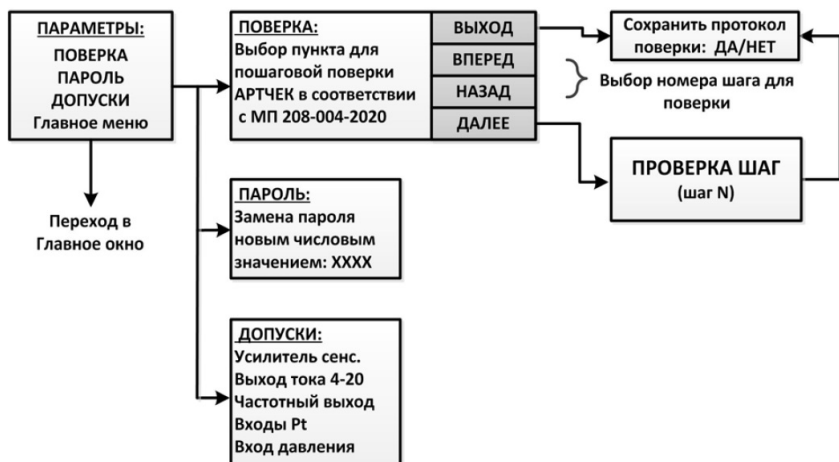 ПАРАМЕТРЫ:
ПОВЕРКА
ПАРОЛЬ
ДОПУСКИ
Главное меню
Переход в
Главное окно
ПОВЕРКА:
Выбор пункта для
пошаговой поверки
АРТЧЕК в соответствии
с МП 208-004-2020
ВЫХОД
ВПЕРЕД
НАЗАД
ДАЛЕЕ
Сохранить протокол
поверки: ДА/НЕТ
Выбор номера шага для
поверки
ПРОВЕРКА ШАГ
(шаг N)
ПАРОЛЬ:
Замена пароля
новым числовым
значением: XXXX
ДОПУСКИ:
Усилитель сенс.
Выход тока 4-20
Частотный выход
Входы Pt
Вход давления